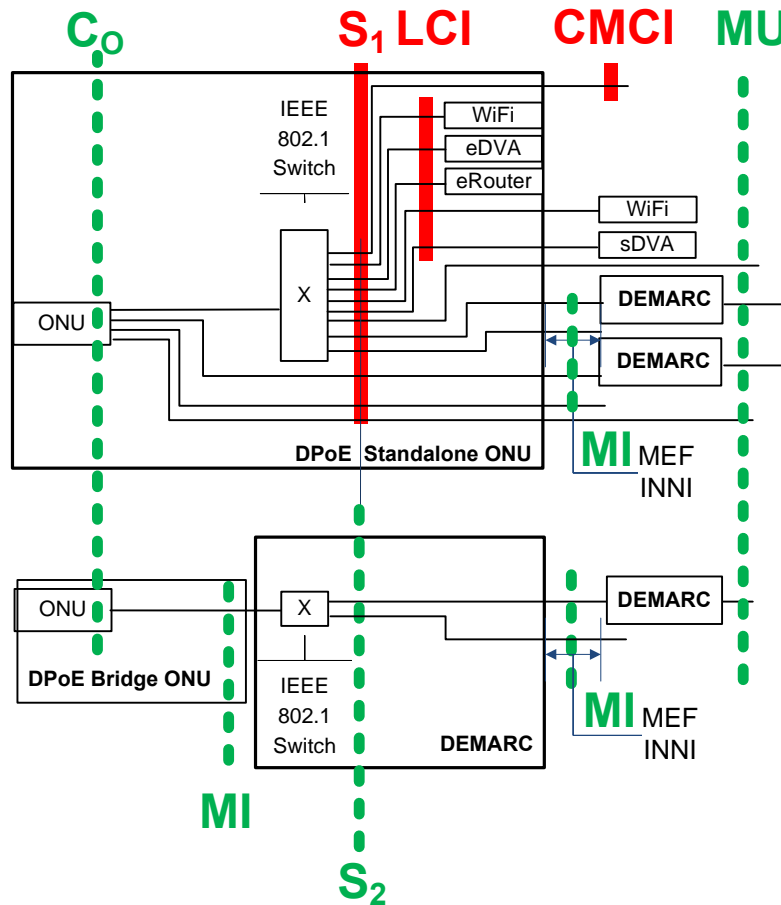 Co S1 LCI CMCI MU
IEEE
802.1
Switch
WiFi
eDVA
eRouter
WiFi
sDVA
X
ONU
DEMARC
DEMARC
DPoE Standalone ONU
MI MEF
INNI
ONU
X
DEMARC
DPoE Bridge ONU
IEEE
802.1
Switch
DEMARC
MI MEF
INNI
MI
S2